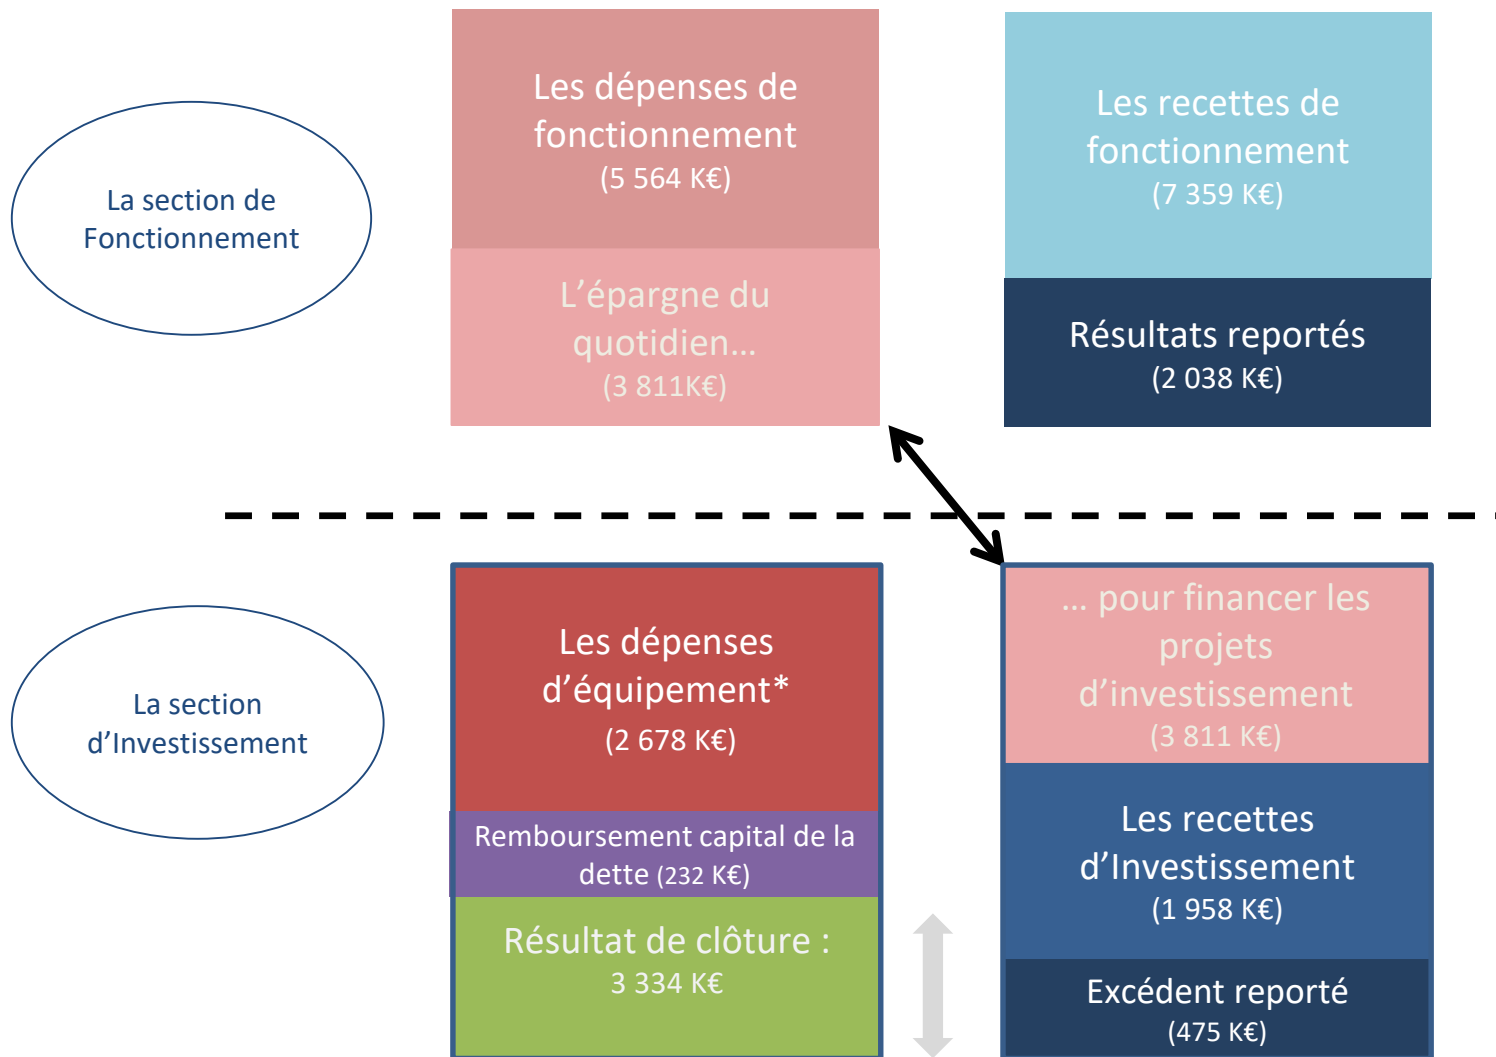 La section de
Fonctionnement
Les dépenses de
fonctionnement
(5 564 K€)
L’épargne du
quotidien…
(3 811K€)
Les recettes de
fonctionnement
(7 359 K€)
Résultats reportés
(2 038 K€)
La section
d’Investissement
Les dépenses
d’équipement*
(2 678 K€)
Remboursement capital de la
dette (232 K€)
Résultat de clôture :
3 334 K€
… pour financer les
projets
d’investissement
(3 811 K€)
Les recettes
d’Investissement
(1 958 K€)
Excédent reporté
(475 K€)